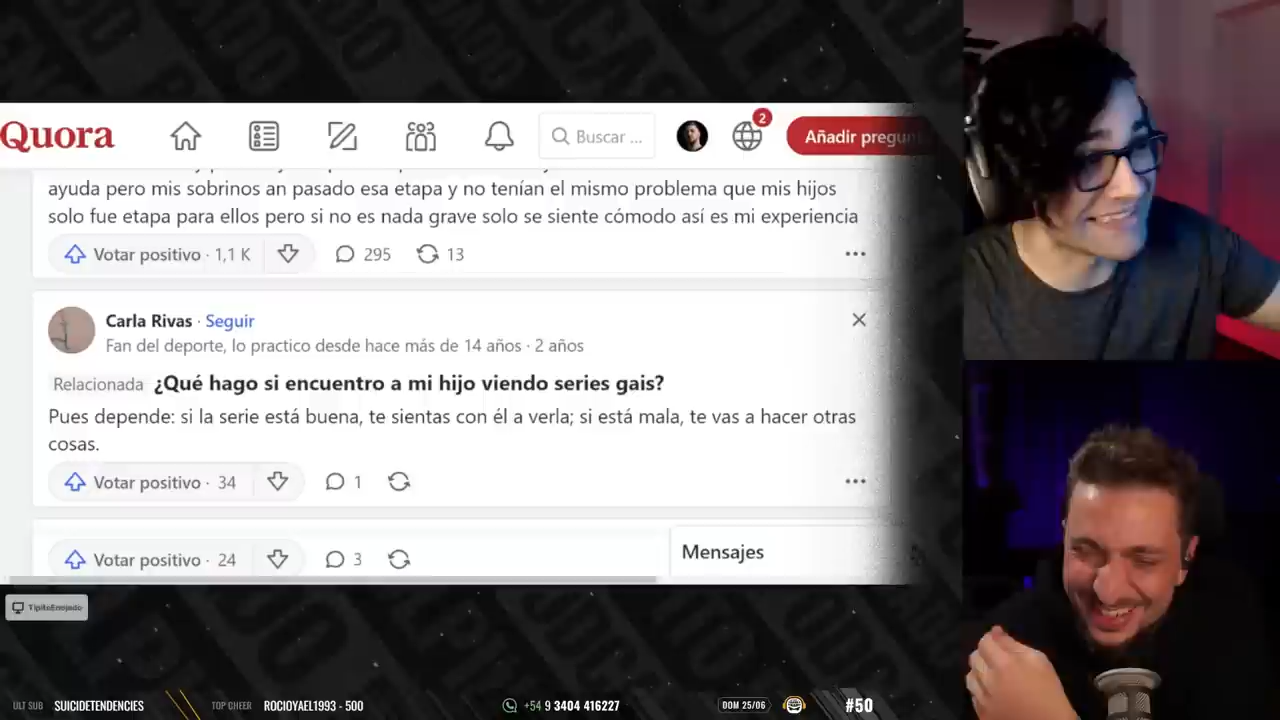 Quora
Buscar ...
2
Añadir pregun
ayuda pero mis sobrinos an pasado esa etapa y no tenían el mismo problema que mis hijos
solo fue etapa para ellos pero si no es nada grave solo se siente cómodo así es mi experiencia
Votar positivo · 1,1 K
295
13
Carla Rivas · Seguir
Fan del deporte, lo practico desde hace más de 14 años · 2 años
Relacionada ¿Qué hago si encuentro a mi hijo viendo series gais?
Pues depende: si la serie está buena, te sientas con él a verla; si está mala, te vas a hacer otras
cosas.
Votar positivo · 34
1
Votar positivo · 24
3
Mensajes
TipitoEnojado
ULT SUB SUICIDETENDENCIES
TOP CHEER ROCIOYAEL1993 - 500
+54 9 3404 416227
DOM 25/06
#50